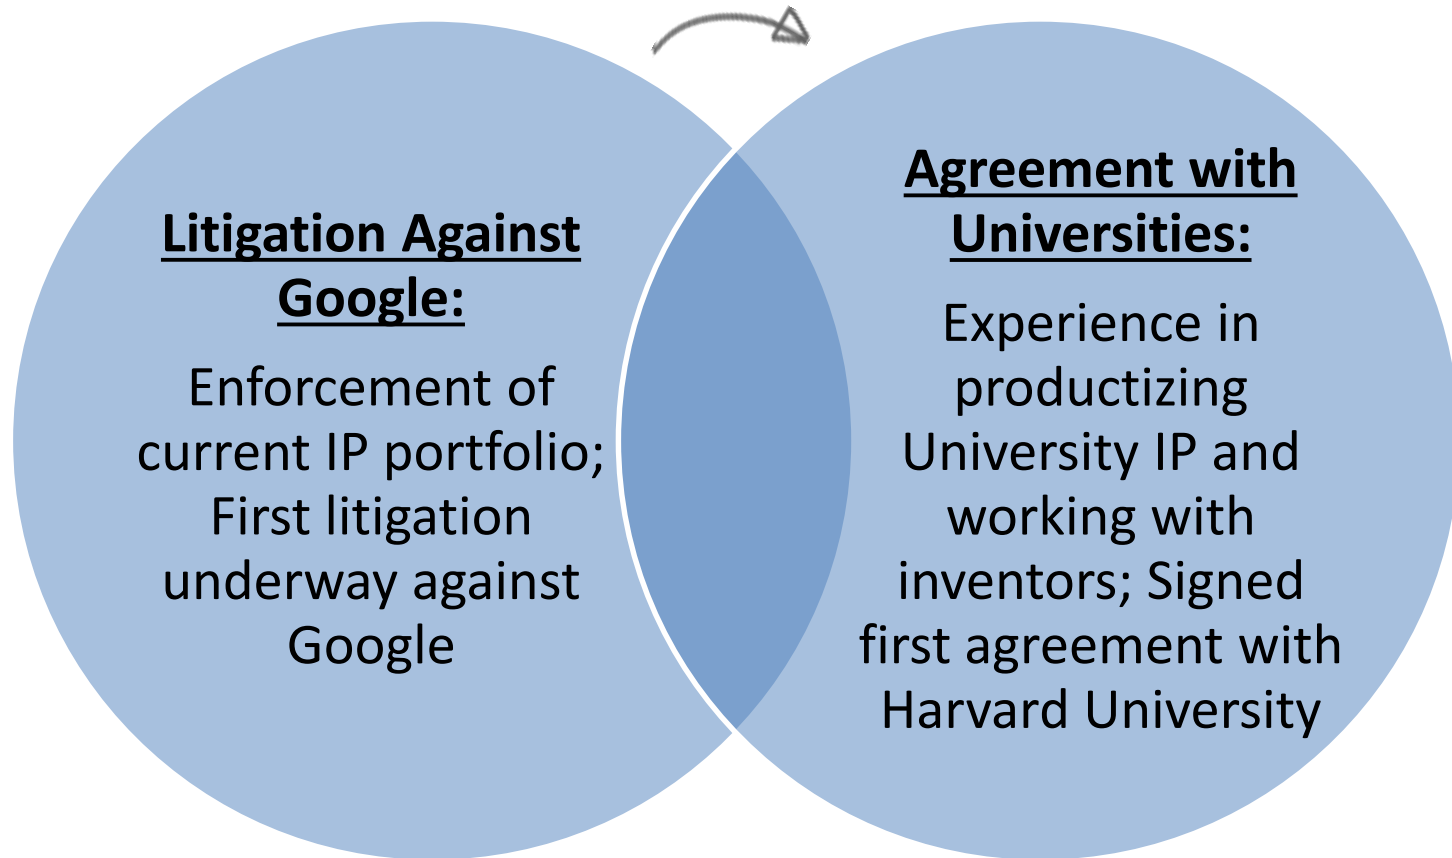 Litigation Against
Google:
Enforcement of
current IP portfolio;
First litigation
underway against
Google
Agreement with
Universities:
Experience in
productizing
University IP and
working with
inventors; Signed
first agreement with
Harvard University